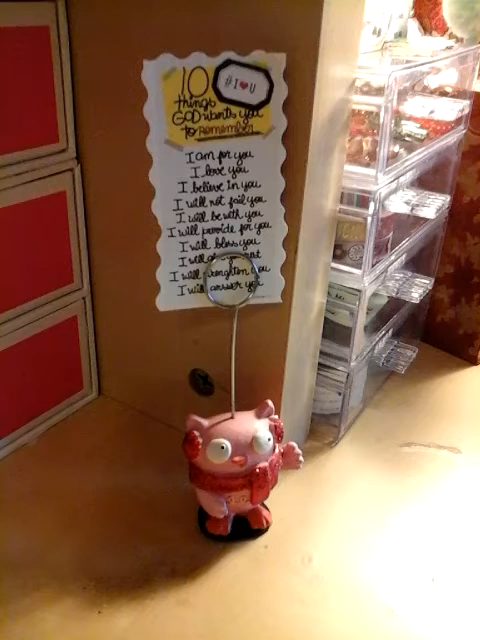 10
#I♥U
things
GOD wants you
to remember
I am for you
I love you
I believe in you
I will not fail you
I will be with you
I will provide for you
I will bless you
I will
I will strengthen you
I will answer you